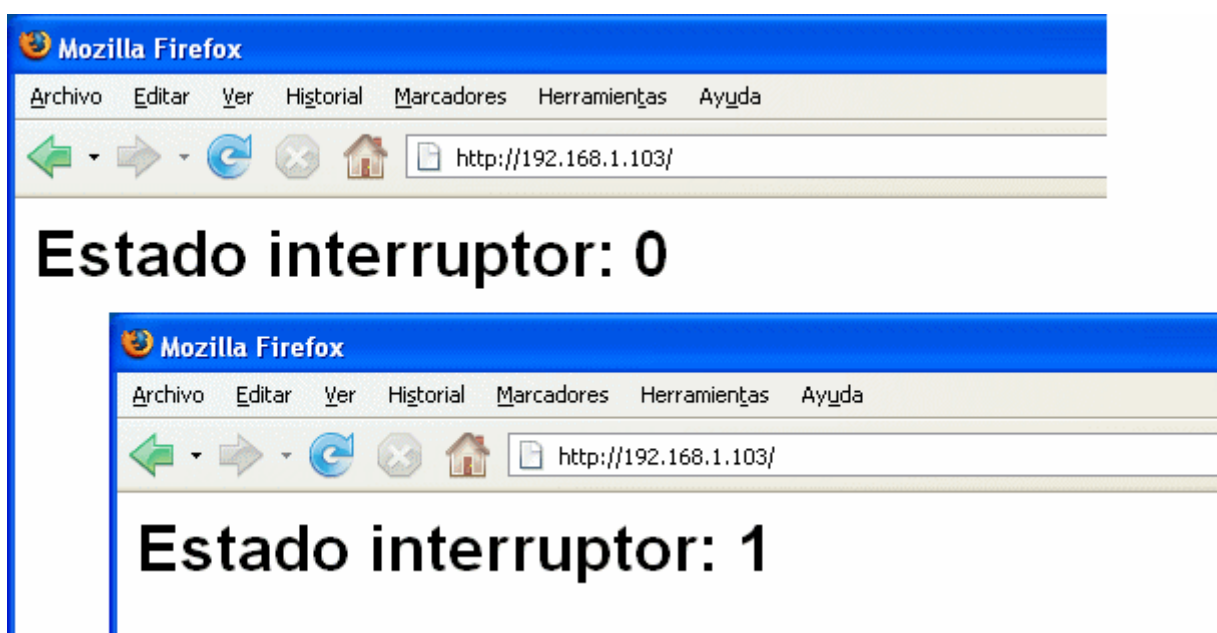 Mozilla Firefox
Archivo Editar Ver Historial Marcadores Herramientas Ayuda
http://192.168.1.103/
Estado interruptor: 0
Mozilla Firefox
Archivo Editar Ver Historial Marcadores Herramientas Ayuda
http://192.168.1.103/
Estado interruptor: 1